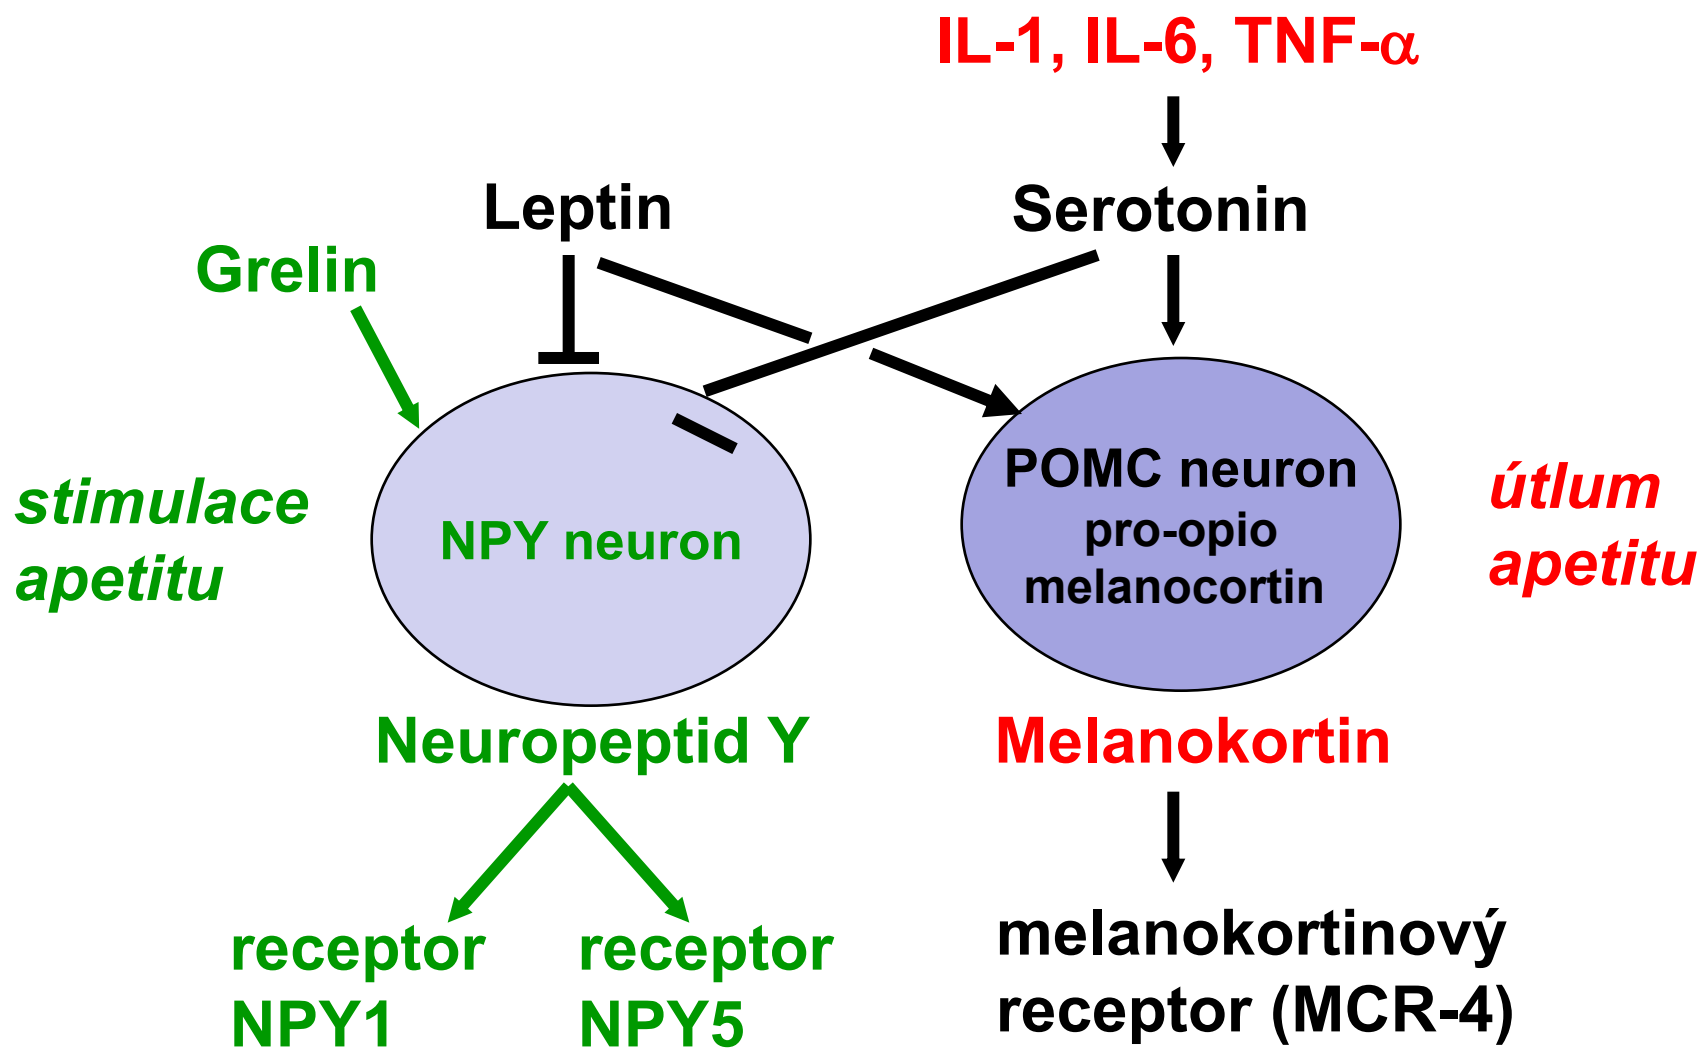 IL-1, IL-6, TNF-α
Leptin
Serotonin
Grelin
stimulace
apetitu
NPY neuron
POMC neuron
pro-opio
melanocortin
útlum
apetitu
Neuropeptid Y
Melanokortin
receptor
NPY1
receptor
NPY5
melanokortinový
receptor (MCR-4)